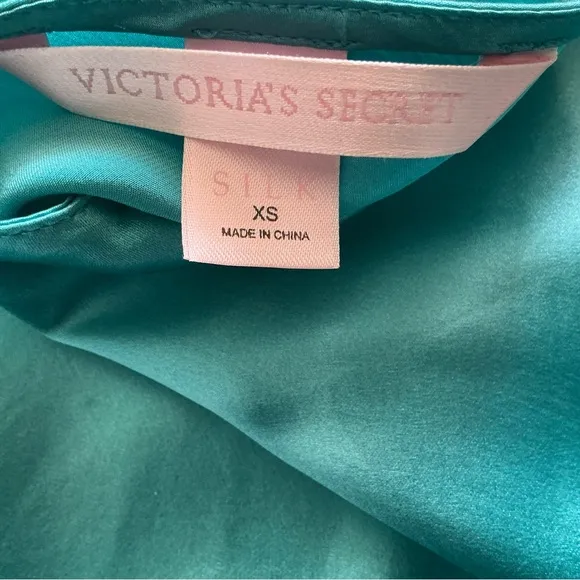 VICTORIA'S SECRET
SILK
XS
MADE IN CHINA